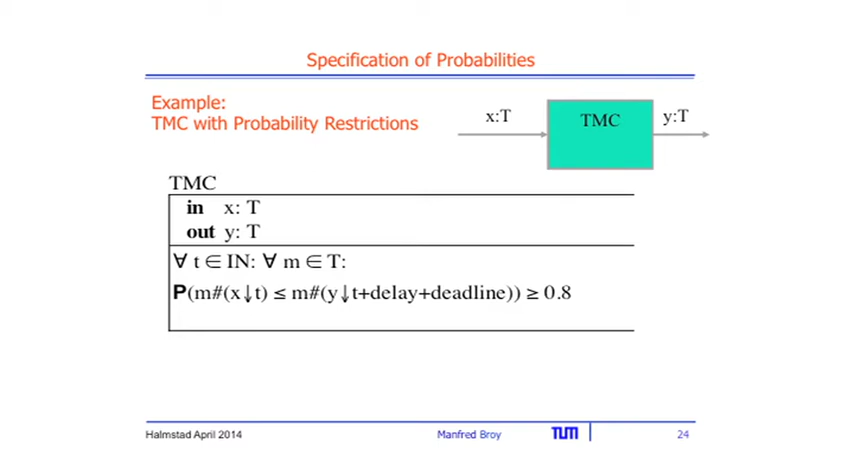 Specification of Probabilities
Example:
TMC with Probability Restrictions
x:T
TMC
y:T
TMC
in x: T
out y: T
∀ t ∈ IN: ∀ m ∈ T:
P(m#(x↓t) ≤ m#(y↓t+delay+deadline)) ≥ 0.8
Halmstad April 2014
Manfred Broy
TUM
24